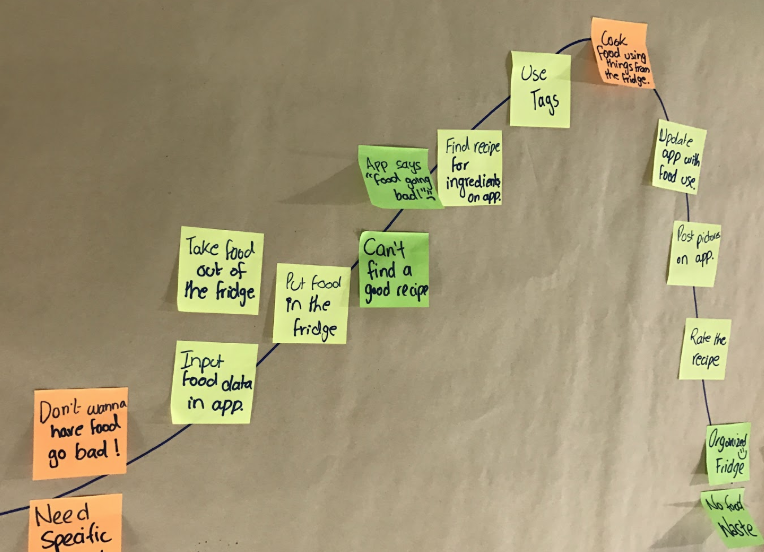 Don't wanna
have food
go bad!
Need
Specific
Take food
out of
the fridge
Input
food data
in app.
Put food
in the
fridge
App says
"food going
bad!"
Can't
find a
good recipe
Find recipe
for
ingredients
on app.
Use
Tags
Cook
food using
things from
the fridge.
Update
app with
food use.
Post picture
on app.
Rate the
recipe
Organized
Fridge
No food
Waste